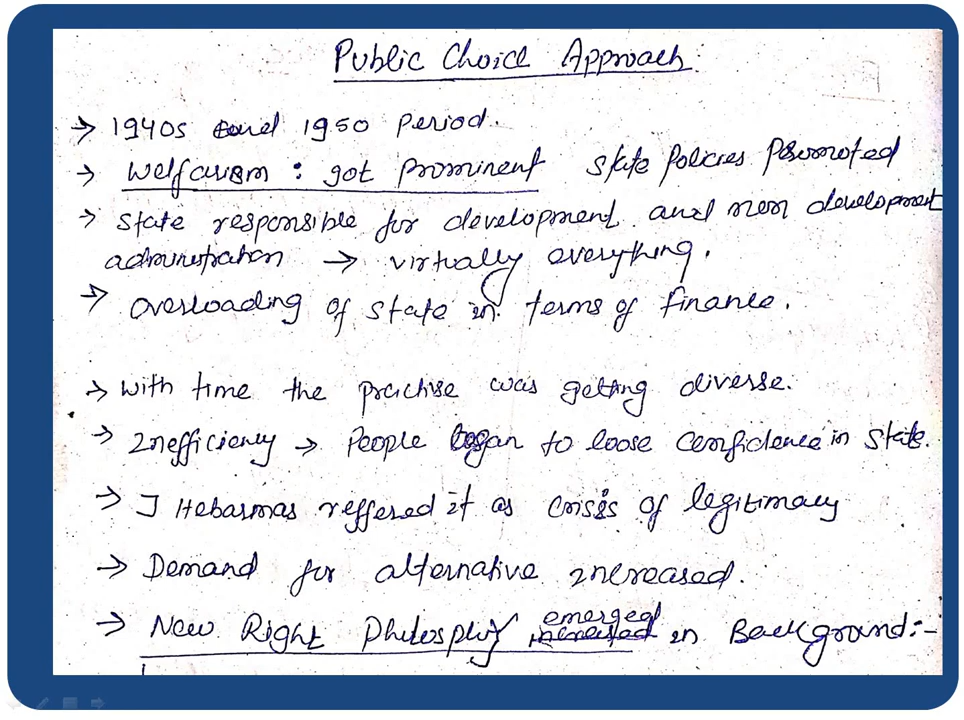 Public Choice Approach
→ 1940s and 1950 Period.
→ Welfarism : got prominent state policies promoted
→ state responsible for development and non development
administration → virtually everything.
→ Overloading of state in terms of finance.
→ With time the practise was getting diverse.
→ Inefficiency → People began to loose confidence in state.
→ J Hebarmas reffered it as crisis of legitimacy
→ Demand for alternative increased.
→ New Right Philosphy emerged in Background:-